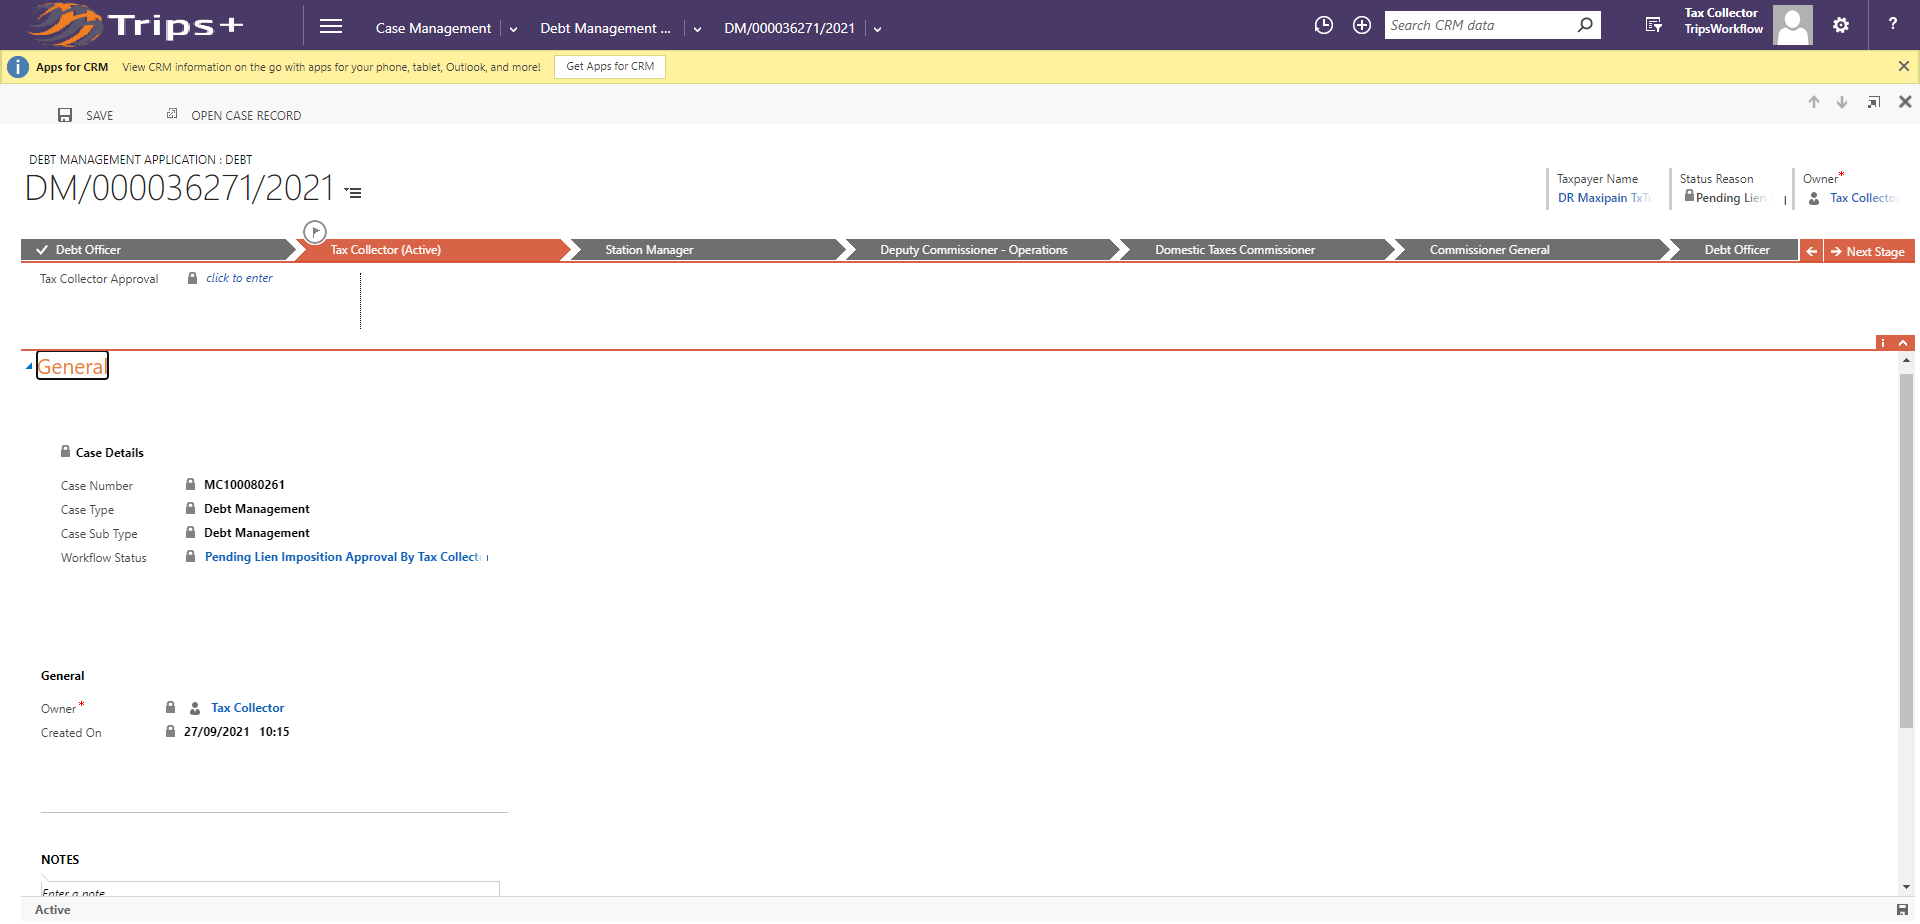 Trips+
Case Management
Debt Management ...
DM/000036271/2021
Search CRM data
Tax Collector
TripsWorkflow
?
Apps for CRM View CRM information on the go with apps for your phone, tablet, Outlook, and more! Get Apps for CRM
SAVE
OPEN CASE RECORD
DEBT MANAGEMENT APPLICATION : DEBT
DM/000036271/2021
Taxpayer Name
DR Maxipain
Status Reason
Pending Lien
Owner*
Tax Collector
Debt Officer
Tax Collector (Active)
Station Manager
Deputy Commissioner - Operations
Domestic Taxes Commissioner
Commissioner General
Debt Officer
Next Stage
Tax Collector Approval click to enter
General
Case Details
Case Number MC100080261
Case Type Debt Management
Case Sub Type Debt Management
Workflow Status Pending Lien Imposition Approval By Tax Collector
General
Owner* Tax Collector
Created On 27/09/2021 10:15
NOTES
Enter a note
Active